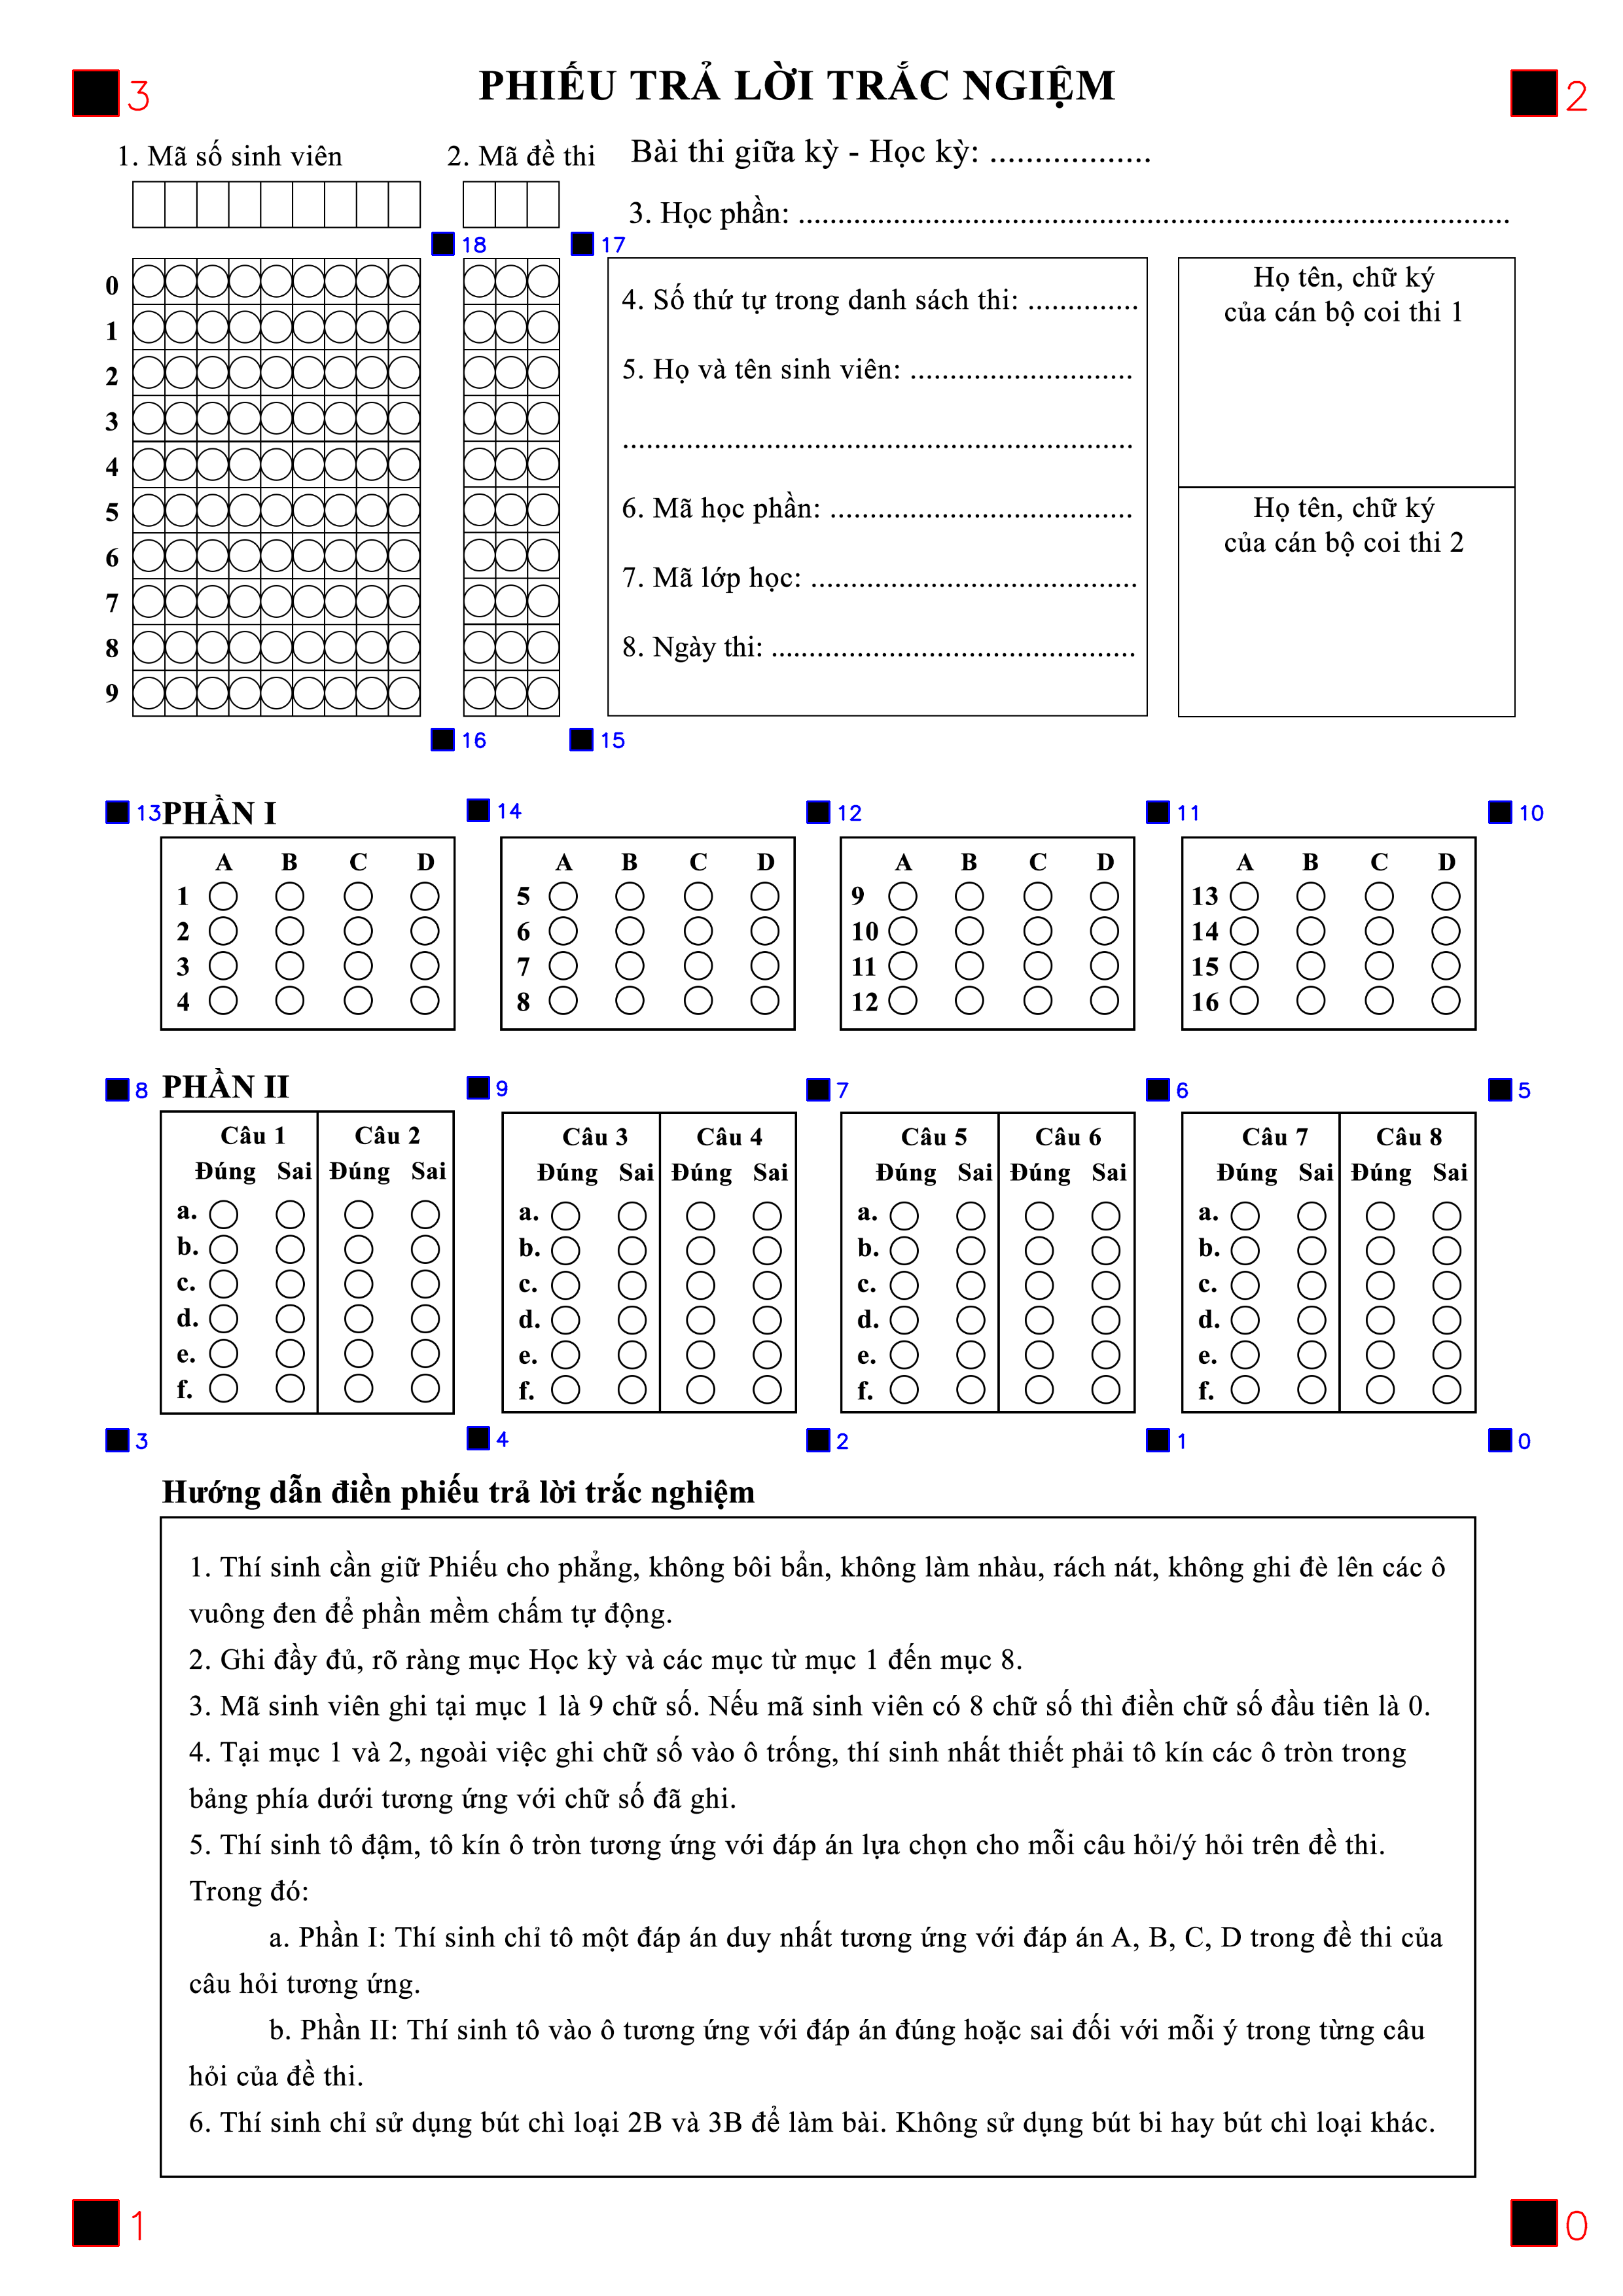 3
PHIẾU TRẢ LỜI TRẮC NGIỆM
2
1. Mã số sinh viên
2. Mã đề thi
Bài thi giữa kỳ - Học kỳ: ..................
3. Học phần: ...............................................................................
18
17
0
1
2
3
4
5
6
7
8
9
4. Số thứ tự trong danh sách thi: ..............
5. Họ và tên sinh viên: ............................
................................................................
6. Mã học phần: ......................................
7. Mã lớp học: .........................................
8. Ngày thi: .............................................
Họ tên, chữ ký
của cán bộ coi thi 1
Họ tên, chữ ký
của cán bộ coi thi 2
16
15
13 PHẦN I
14
12
11
10
A B C D
1
2
3
4
A B C D
5
6
7
8
A B C D
9
10
11
12
A B C D
13
14
15
16
8 PHẦN II
9
7
6
5
Câu 1 Câu 2
Đúng Sai Đúng Sai
a.
b.
c.
d.
e.
f.
Câu 3 Câu 4
Đúng Sai Đúng Sai
a.
b.
c.
d.
e.
f.
Câu 5 Câu 6
Đúng Sai Đúng Sai
a.
b.
c.
d.
e.
f.
Câu 7 Câu 8
Đúng Sai Đúng Sai
a.
b.
c.
d.
e.
f.
3
4
2
1
0
Hướng dẫn điền phiếu trả lời trắc nghiệm
1. Thí sinh cần giữ Phiếu cho phẳng, không bôi bẩn, không làm nhàu, rách nát, không ghi đè lên các ô
vuông đen để phần mềm chấm tự động.
2. Ghi đầy đủ, rõ ràng mục Học kỳ và các mục từ mục 1 đến mục 8.
3. Mã sinh viên ghi tại mục 1 là 9 chữ số. Nếu mã sinh viên có 8 chữ số thì điền chữ số đầu tiên là 0.
4. Tại mục 1 và 2, ngoài việc ghi chữ số vào ô trống, thí sinh nhất thiết phải tô kín các ô tròn trong
bảng phía dưới tương ứng với chữ số đã ghi.
5. Thí sinh tô đậm, tô kín ô tròn tương ứng với đáp án lựa chọn cho mỗi câu hỏi/ý hỏi trên đề thi.
Trong đó:
a. Phần I: Thí sinh chỉ tô một đáp án duy nhất tương ứng với đáp án A, B, C, D trong đề thi của
câu hỏi tương ứng.
b. Phần II: Thí sinh tô vào ô tương ứng với đáp án đúng hoặc sai đối với mỗi ý trong từng câu
hỏi của đề thi.
6. Thí sinh chỉ sử dụng bút chì loại 2B và 3B để làm bài. Không sử dụng bút bi hay bút chì loại khác.
1
0